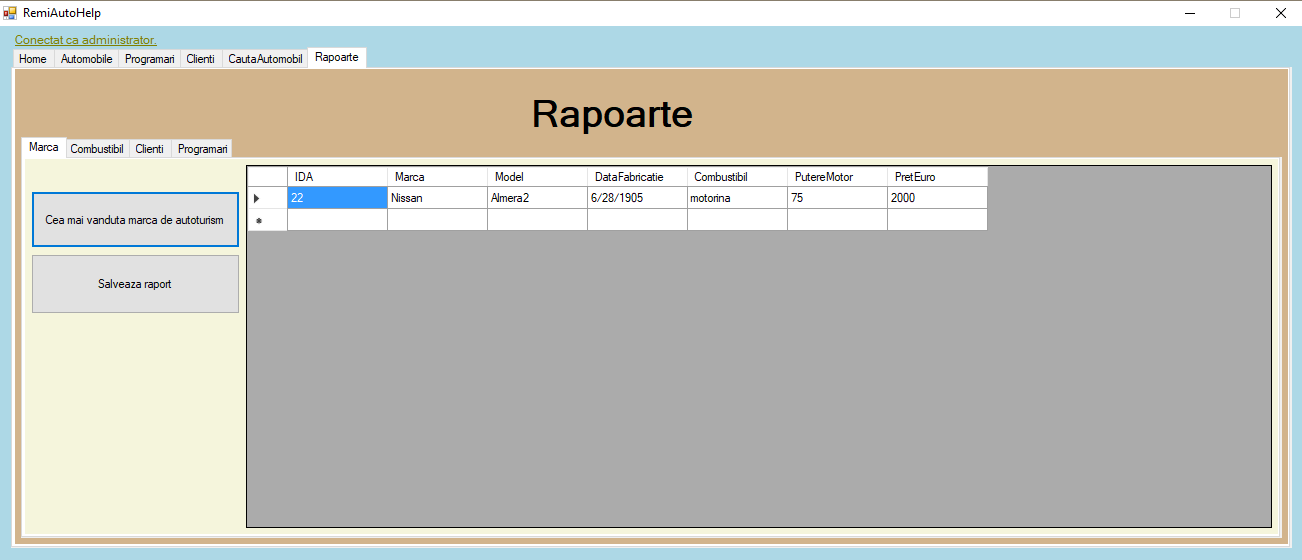 RemiAutoHelp
Conectat ca administrator.
Home Automobile Programari Clienti CautaAutomobil Rapoarte
Rapoarte
Marca Combustibil Clienti Programari
IDA Marca Model DataFabricatie Combustibil PutereMotor PretEuro
22 Nissan Almera2 6/28/1905 motorina 75 2000
Cea mai vanduta marca de autoturism
Salveaza raport